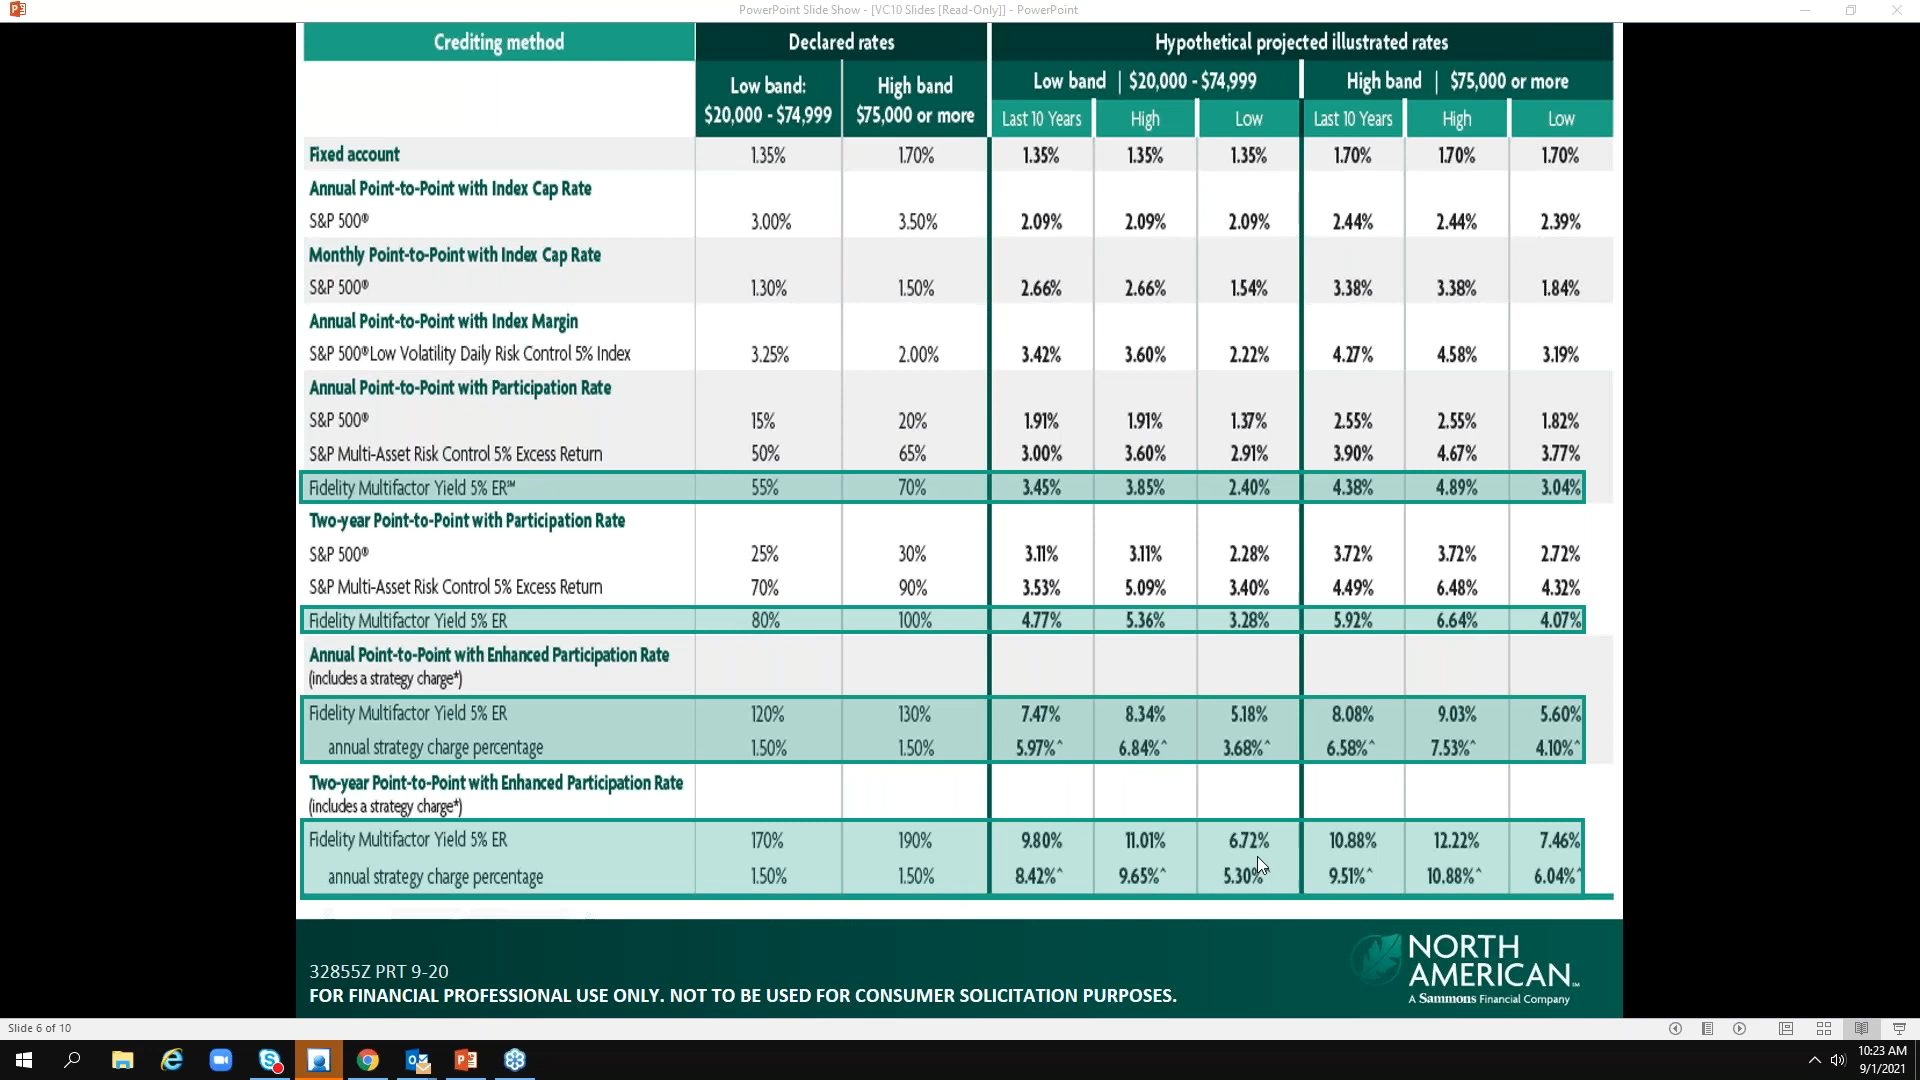 PowerPoint Slide Show - [VC10 Slides [Read-Only]] - PowerPoint
Crediting method Declared rates Hypothetical projected illustrated rates
Low band: $20,000 - $74,999 High band $75,000 or more Low band | $20,000 - $74,999 High band | $75,000 or more
Last 10 Years High Low Last 10 Years High Low
Fixed account 1.35% 1.70% 1.35% 1.35% 1.35% 1.70% 1.70% 1.70%
Annual Point-to-Point with Index Cap Rate
S&P 500® 3.00% 3.50% 2.09% 2.09% 2.09% 2.44% 2.44% 2.39%
Monthly Point-to-Point with Index Cap Rate
S&P 500® 1.30% 1.50% 2.66% 2.66% 1.54% 3.38% 3.38% 1.84%
Annual Point-to-Point with Index Margin
S&P 500® Low Volatility Daily Risk Control 5% Index 3.25% 2.00% 3.42% 3.60% 2.22% 4.27% 4.58% 3.19%
Annual Point-to-Point with Participation Rate
S&P 500® 15% 20% 1.91% 1.91% 1.37% 2.55% 2.55% 1.82%
S&P Multi-Asset Risk Control 5% Excess Return 50% 65% 3.00% 3.60% 2.91% 3.90% 4.67% 3.77%
Fidelity Multifactor Yield 5% ER℠ 55% 70% 3.45% 3.85% 2.40% 4.38% 4.89% 3.04%
Two-year Point-to-Point with Participation Rate
S&P 500® 25% 30% 3.11% 3.11% 2.28% 3.72% 3.72% 2.72%
S&P Multi-Asset Risk Control 5% Excess Return 70% 90% 3.53% 5.09% 3.40% 4.49% 6.48% 4.32%
Fidelity Multifactor Yield 5% ER 80% 100% 4.77% 5.36% 3.28% 5.92% 6.64% 4.07%
Annual Point-to-Point with Enhanced Participation Rate
(includes a strategy charge*)
Fidelity Multifactor Yield 5% ER 120% 130% 7.47% 8.34% 5.18% 8.08% 9.03% 5.60%
annual strategy charge percentage 1.50% 1.50% 5.97%^ 6.84%^ 3.68%^ 6.58%^ 7.53%^ 4.10%^
Two-year Point-to-Point with Enhanced Participation Rate
(includes a strategy charge*)
Fidelity Multifactor Yield 5% ER 170% 190% 9.80% 11.01% 6.72% 10.88% 12.22% 7.46%
annual strategy charge percentage 1.50% 1.50% 8.42%^ 9.65%^ 5.30%^ 9.51%^ 10.88%^ 6.04%^
32855Z PRT 9-20
FOR FINANCIAL PROFESSIONAL USE ONLY. NOT TO BE USED FOR CONSUMER SOLICITATION PURPOSES.
NORTH
AMERICAN™
A Sammons Financial Company
Slide 6 of 10
10:23 AM
9/1/2021